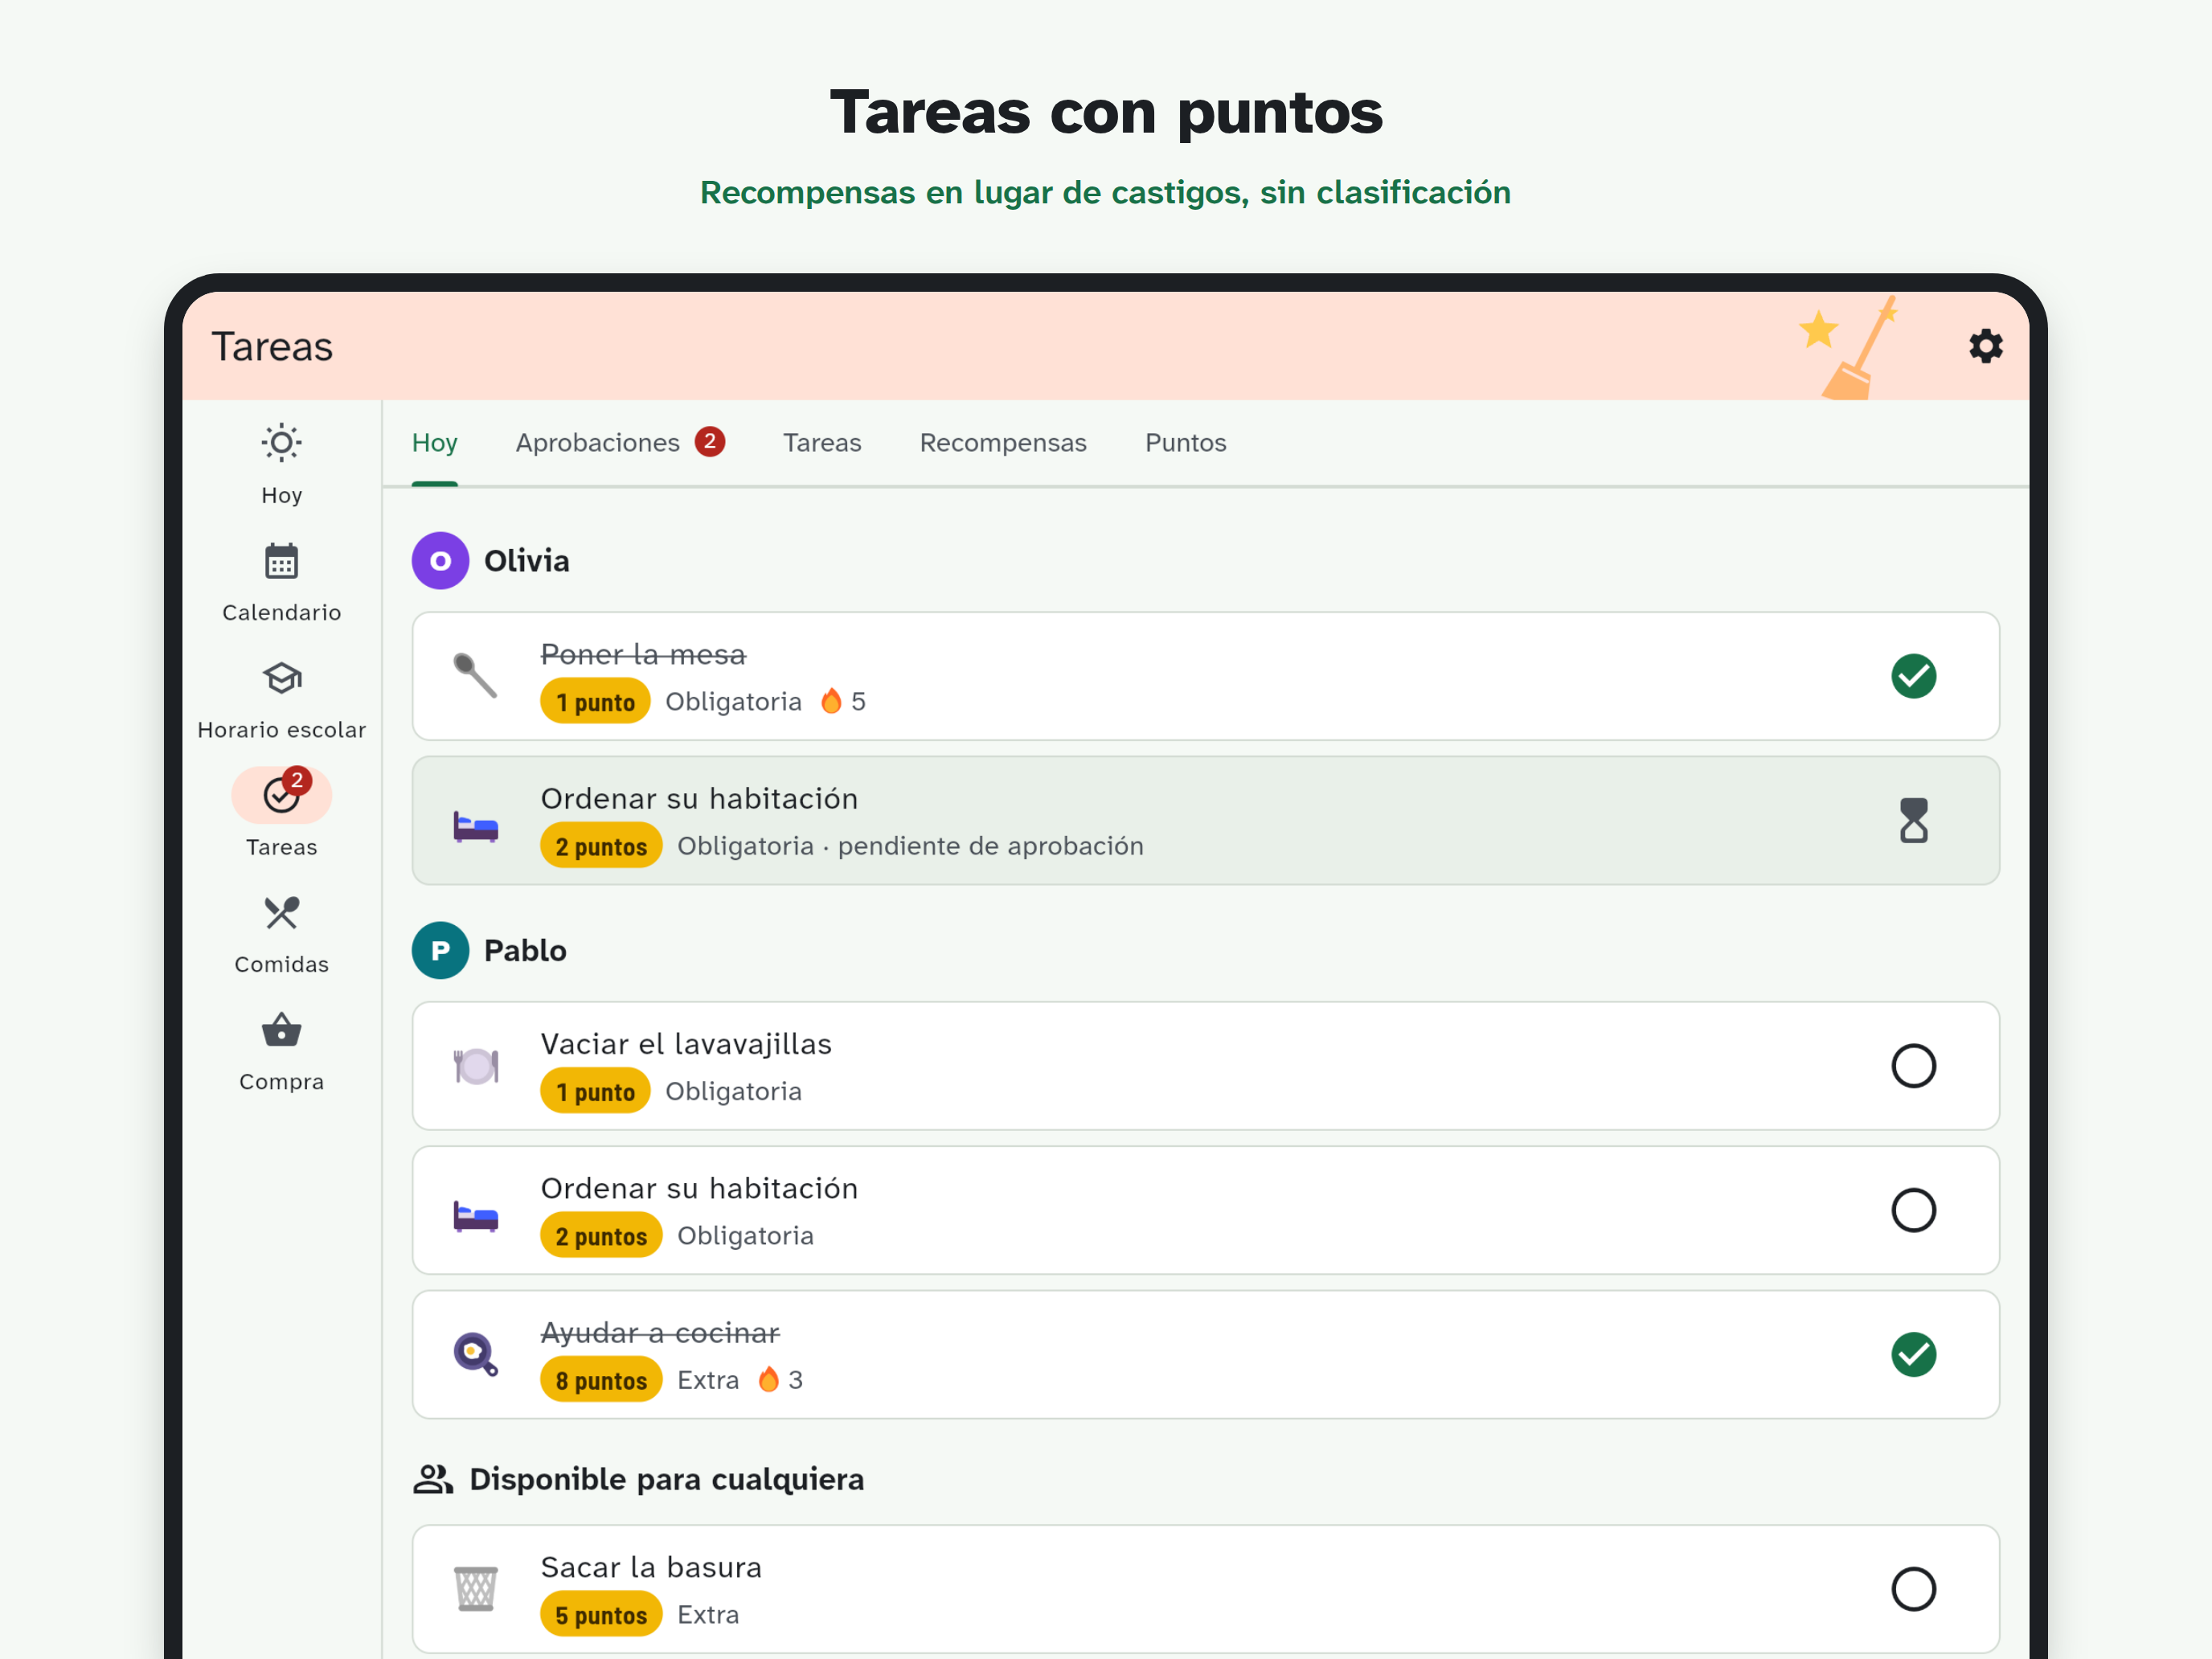 Tareas con puntos
Recompensas en lugar de castigos, sin clasificación
Tareas
Hoy
Calendario
Horario escolar
2
Tareas
Comidas
Compra
Hoy Aprobaciones 2 Tareas Recompensas Puntos
O Olivia
Poner la mesa
1 punto Obligatoria 🔥 5
Ordenar su habitación
2 puntos Obligatoria · pendiente de aprobación
P Pablo
Vaciar el lavavajillas
1 punto Obligatoria
Ordenar su habitación
2 puntos Obligatoria
Ayudar a cocinar
8 puntos Extra 🔥 3
Disponible para cualquiera
Sacar la basura
5 puntos Extra